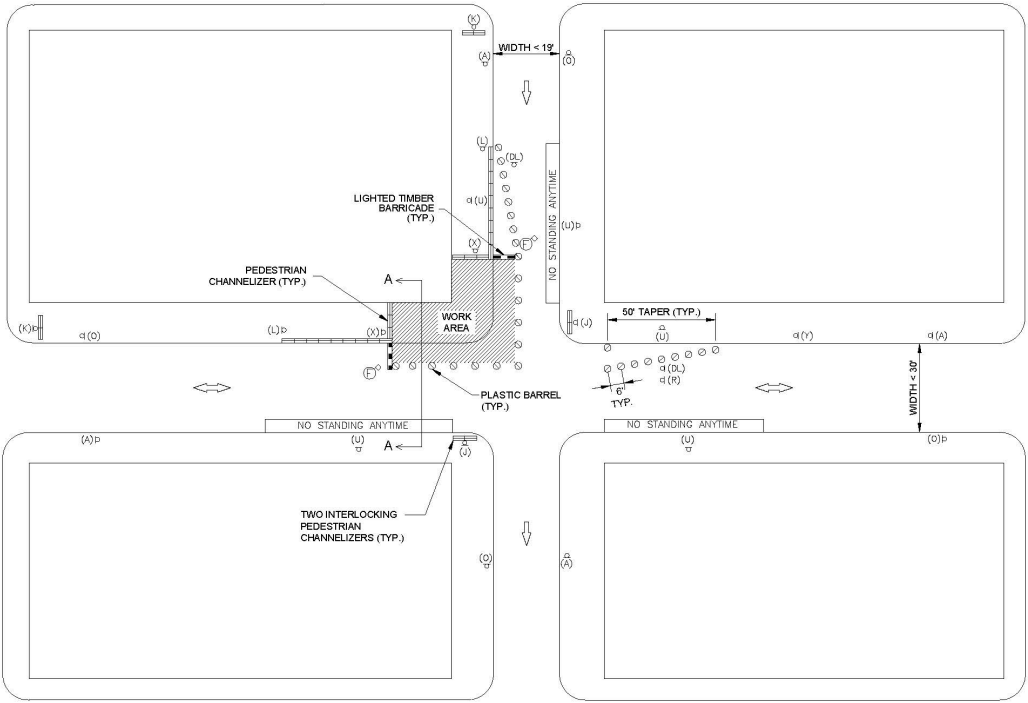 (K)
WIDTH < 19'
(A)
(O)
(L)
(DL)
NO STANDING ANYTIME
LIGHTED TIMBER
BARRICADE
(TYP.)
(U)
(U)
(X)
F
PEDESTRIAN
CHANNELIZER (TYP.)
A
WORK
AREA
50' TAPER (TYP.)
(K)
(O)
(L)
(X)
(J)
(U)
(Y)
(A)
F
(DL)
(R)
6'
TYP.
WIDTH < 30'
PLASTIC BARREL
(TYP.)
NO STANDING ANYTIME
NO STANDING ANYTIME
(A)
(U)
A
(J)
(U)
(O)
TWO INTERLOCKING
PEDESTRIAN
CHANNELIZERS (TYP.)
(O)
(A)